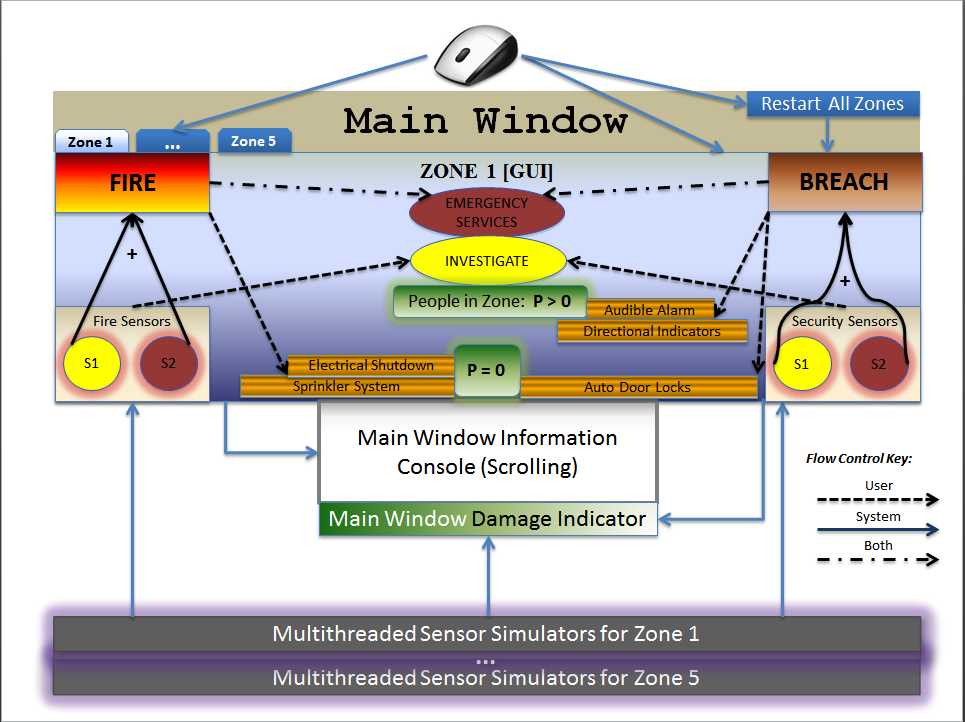 Restart All Zones
Main Window
Zone 1
...
Zone 5
FIRE
ZONE 1 [GUI]
BREACH
EMERGENCY
SERVICES
+
INVESTIGATE
+
People in Zone: P > 0
Audible Alarm
Fire Sensors
Directional Indicators
Security Sensors
S1
S2
Electrical Shutdown
P = 0
S1
S2
Sprinkler System
Auto Door Locks
Main Window Information
Console (Scrolling)
Flow Control Key:
User
Main Window Damage Indicator
System
Both
Multithreaded Sensor Simulators for Zone 1
...
Multithreaded Sensor Simulators for Zone 5